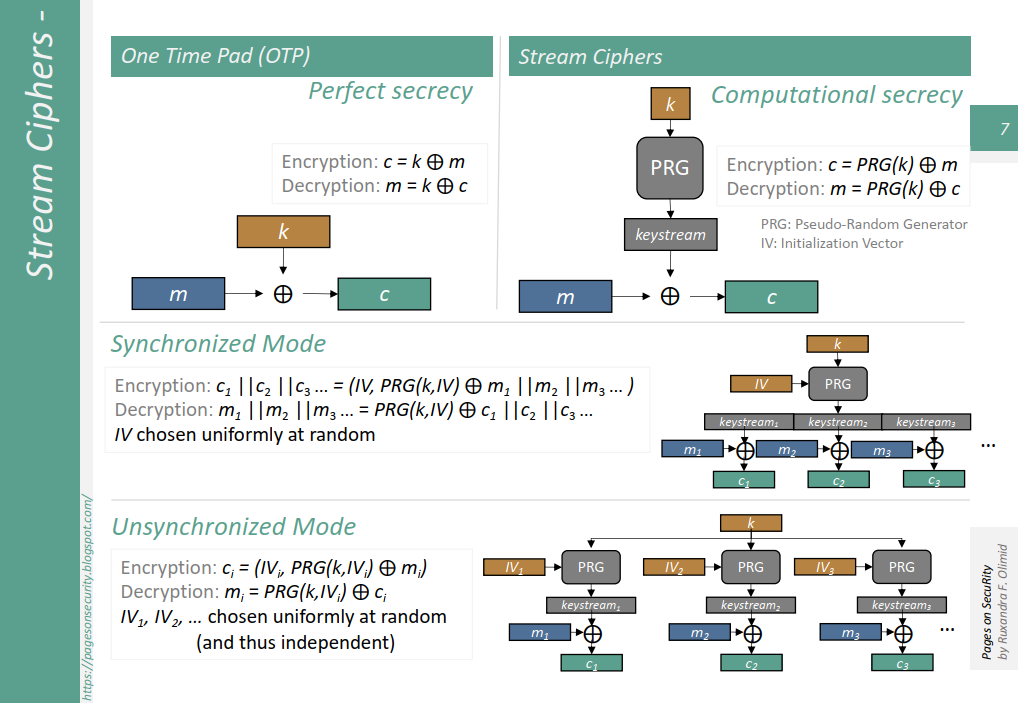 Stream Ciphers -
https://pagesonsecurity.blogspot.com/
One Time Pad (OTP)
Perfect secrecy
Encryption: c = k ⊕ m
Decryption: m = k ⊕ c
k
m ⊕ c
Stream Ciphers
Computational secrecy
7
k
PRG
Encryption: c = PRG(k) ⊕ m
Decryption: m = PRG(k) ⊕ c
PRG: Pseudo-Random Generator
IV: Initialization Vector
keystream
m ⊕ c
Synchronized Mode
Encryption: c₁ ||c₂ ||c₃ ... = (IV, PRG(k,IV) ⊕ m₁ ||m₂ ||m₃ ... )
Decryption: m₁ ||m₂ ||m₃ ... = PRG(k,IV) ⊕ c₁ ||c₂ ||c₃ ...
IV chosen uniformly at random
k
IV PRG
keystream₁ keystream₂ keystream₃
m₁ ⊕ m₂ ⊕ m₃ ⊕ ...
c₁ c₂ c₃
Unsynchronized Mode
Encryption: cᵢ = (IVᵢ, PRG(k,IVᵢ) ⊕ mᵢ)
Decryption: mᵢ = PRG(k,IVᵢ) ⊕ cᵢ
IV₁, IV₂, ... chosen uniformly at random
(and thus independent)
k
IV₁ PRG IV₂ PRG IV₃ PRG
keystream₁ keystream₂ keystream₃
m₁ ⊕ m₂ ⊕ m₃ ⊕ ...
c₁ c₂ c₃
Pages on SecuRity
by Ruxandra F. Olimid